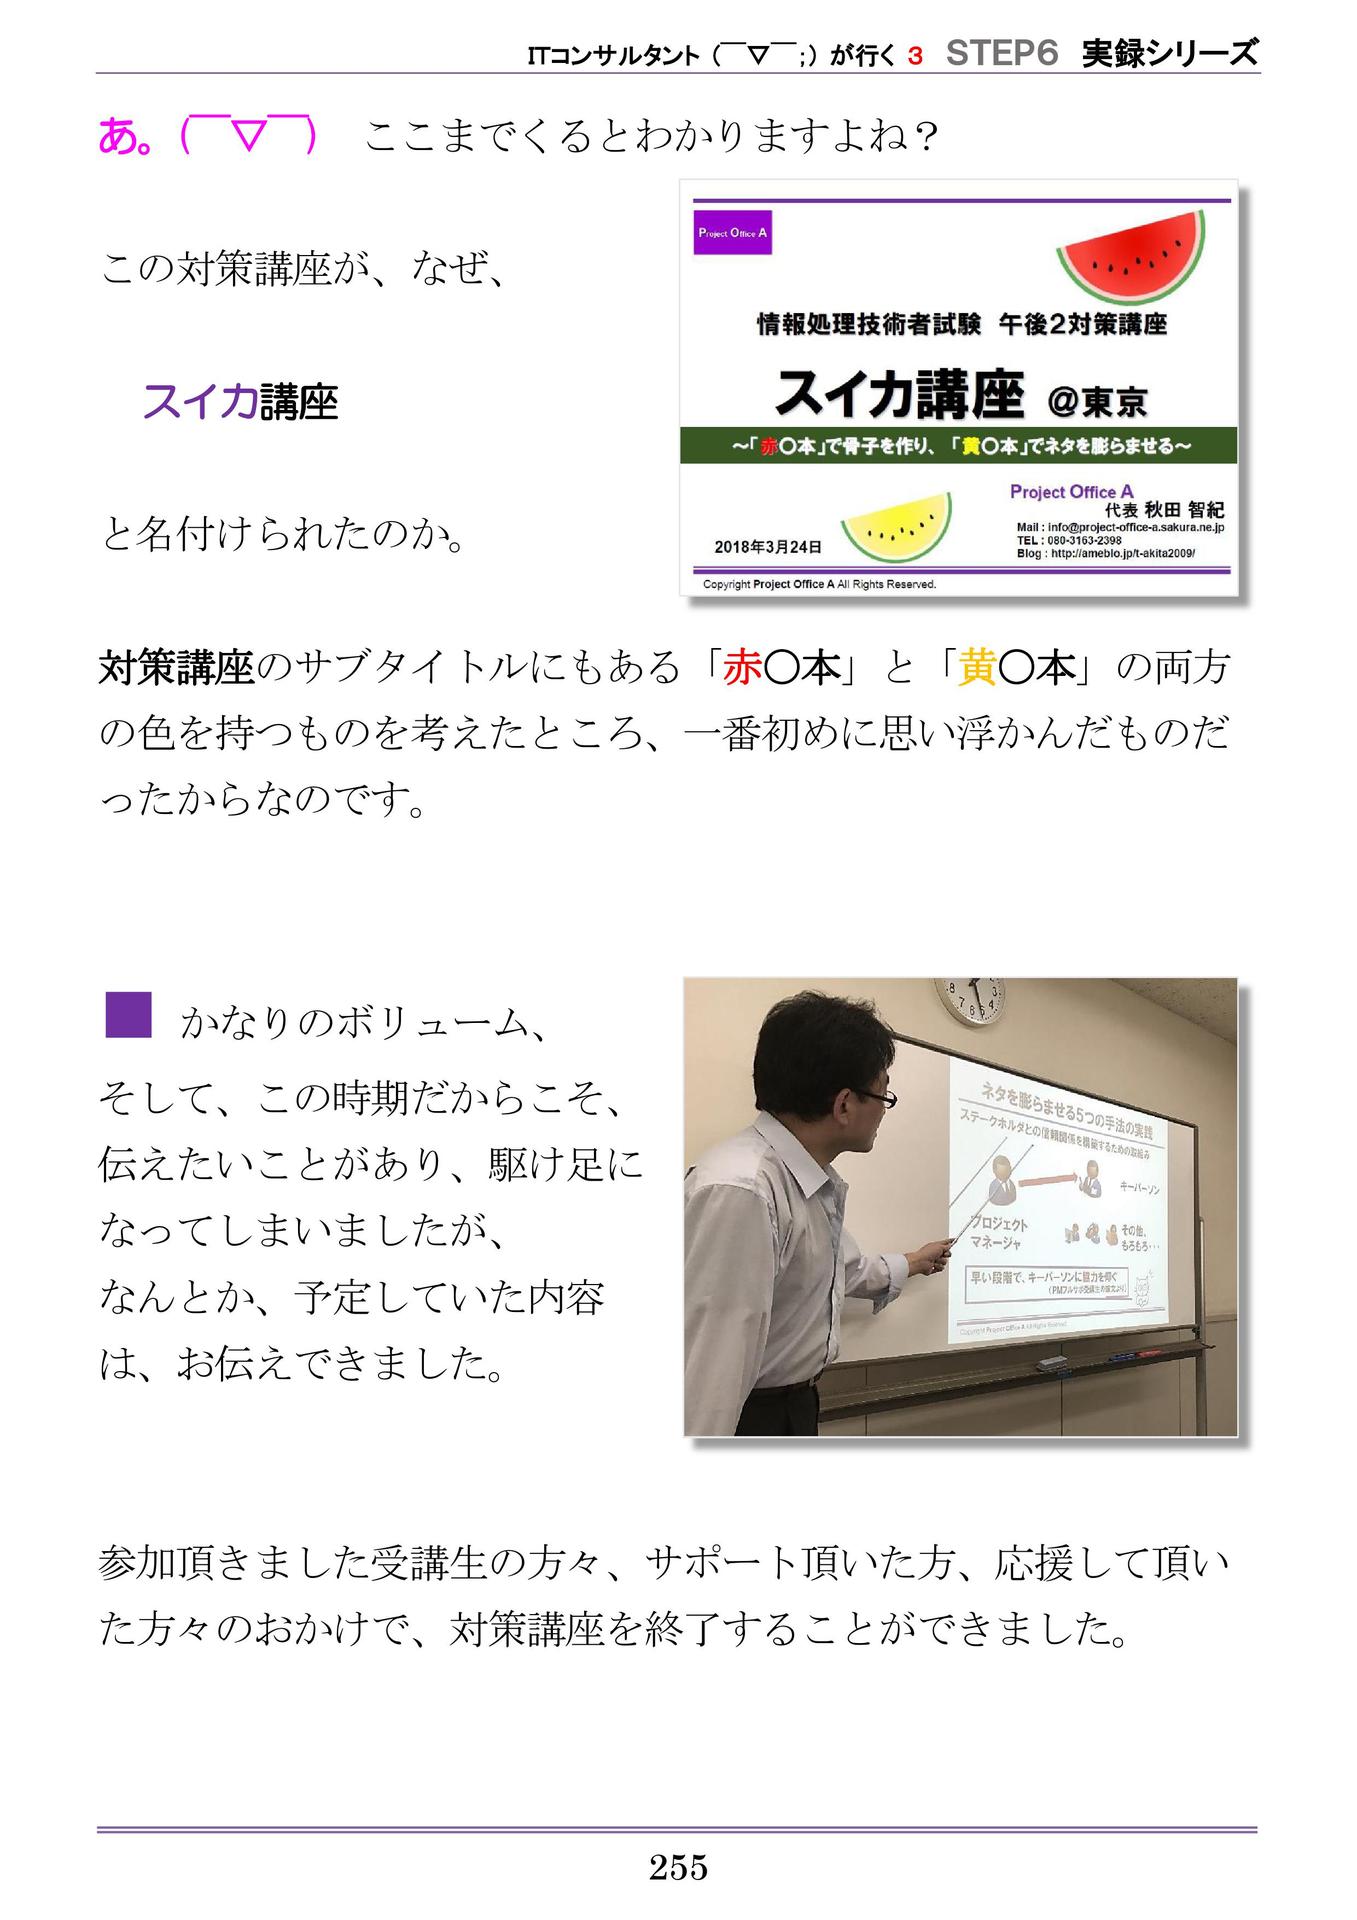 ITコンサルタント（￣▽￣;）が行く 3　STEP6　実録シリーズ
あ。（￣▽￣）　ここまでくるとわかりますよね？
この対策講座が、なぜ、
スイカ講座
と名付けられたのか。
Project Office A
情報処理技術者試験　午後２対策講座
スイカ講座 ＠東京
～「赤〇本」で骨子を作り、「黄〇本」でネタを膨らませる～
Project Office A
代表 秋田 智紀
Mail : info@project-office-a.sakura.ne.jp
TEL : 080-3163-2398
Blog : http://ameblo.jp/t-akita2009/
2018年3月24日
Copyright Project Office A All Rights Reserved.
対策講座のサブタイトルにもある「赤〇本」と「黄〇本」の両方
の色を持つものを考えたところ、一番初めに思い浮かんだものだ
ったからなのです。
■ かなりのボリューム、
そして、この時期だからこそ、
伝えたいことがあり、駆け足に
なってしまいましたが、
なんとか、予定していた内容
は、お伝えできました。
ネタを膨らませる5つの手法の実践
ステークホルダとの信頼関係を構築するための取組み
キーパーソン
プロジェクト
マネージャ
その他、
もろもろ・・・
早い段階で、キーパーソンに協力を仰ぐ
（PMフルサポ受講生の論文より）
Copyright Project Office A All Rights Reserved.
参加頂きました受講生の方々、サポート頂いた方、応援して頂い
た方々のおかけで、対策講座を終了することができました。
255